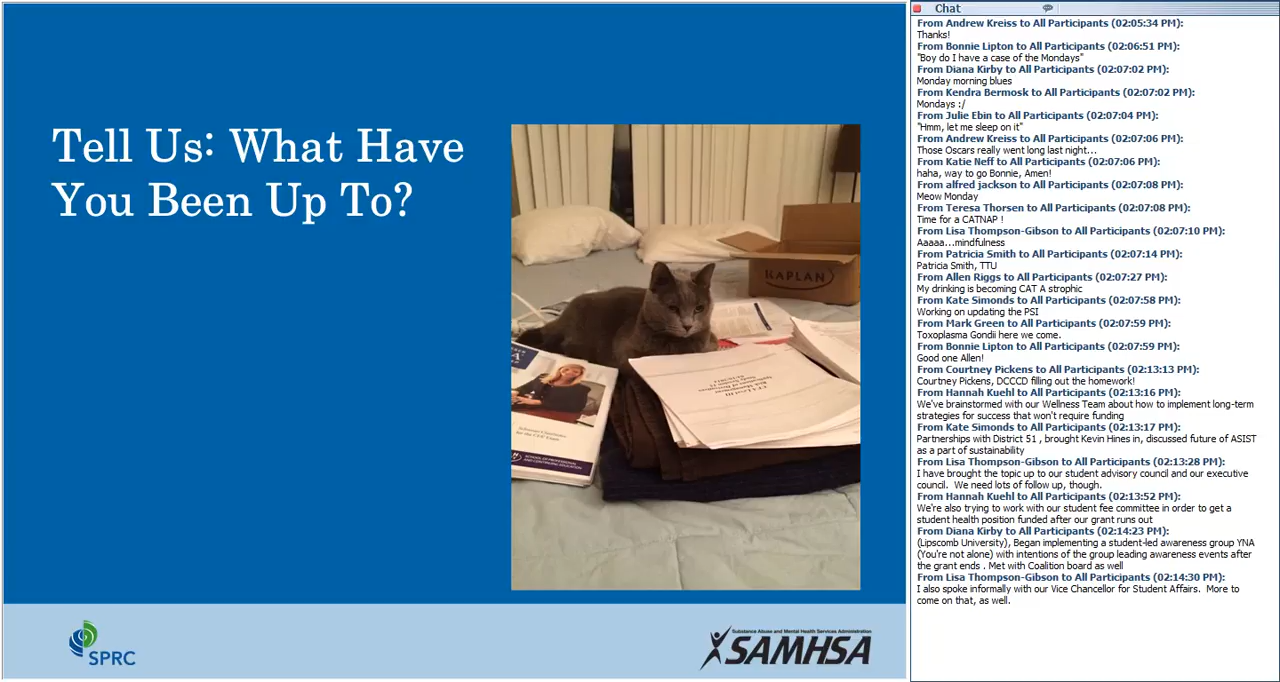 Tell Us: What Have
You Been Up To?
KAPLAN
SCHOOL OF PROFESSIONAL
AND CONTINUING EDUCATION
SPRC
Substance Abuse and Mental Health Services Administration
SAMHSA
Chat
From Andrew Kreiss to All Participants (02:05:34 PM):
Thanks!
From Bonnie Lipton to All Participants (02:06:51 PM):
"Boy do I have a case of the Mondays"
From Diana Kirby to All Participants (02:07:02 PM):
Monday morning blues
From Kendra Bermosk to All Participants (02:07:02 PM):
Mondays :/
From Julie Ebin to All Participants (02:07:04 PM):
"Hmm, let me sleep on it"
From Andrew Kreiss to All Participants (02:07:06 PM):
Those Oscars really went long last night...
From Katie Neff to All Participants (02:07:06 PM):
haha, way to go Bonnie, Amen!
From alfred jackson to All Participants (02:07:08 PM):
Meow Monday
From Teresa Thorsen to All Participants (02:07:08 PM):
Time for a CATNAP !
From Lisa Thompson-Gibson to All Participants (02:07:10 PM):
Aaaaa...mindfulness
From Patricia Smith to All Participants (02:07:14 PM):
Patricia Smith, TTU
From Allen Riggs to All Participants (02:07:27 PM):
My drinking is becoming CAT A strophic
From Kate Simonds to All Participants (02:07:58 PM):
Working on updating the PSI
From Mark Green to All Participants (02:07:59 PM):
Toxoplasma Gondii here we come.
From Bonnie Lipton to All Participants (02:07:59 PM):
Good one Allen!
From Courtney Pickens to All Participants (02:13:13 PM):
Courtney Pickens, DCCCD filling out the homework!
From Hannah Kuehl to All Participants (02:13:16 PM):
We've brainstormed with our Wellness Team about how to implement long-term
strategies for success that won't require funding
From Kate Simonds to All Participants (02:13:17 PM):
Partnerships with District 51 , brought Kevin Hines in, discussed future of ASIST
as a part of sustainability
From Lisa Thompson-Gibson to All Participants (02:13:28 PM):
I have brought the topic up to our student advisory council and our executive
council.  We need lots of follow up, though.
From Hannah Kuehl to All Participants (02:13:52 PM):
We're also trying to work with our student fee committee in order to get a
student health position funded after our grant runs out
From Diana Kirby to All Participants (02:14:23 PM):
(Lipscomb University), Began implementing a student-led awareness group YNA
(You're not alone) with intentions of the group leading awareness events after
the grant ends . Met with Coalition board as well
From Lisa Thompson-Gibson to All Participants (02:14:30 PM):
I also spoke informally with our Vice Chancellor for Student Affairs.  More to
come on that, as well.